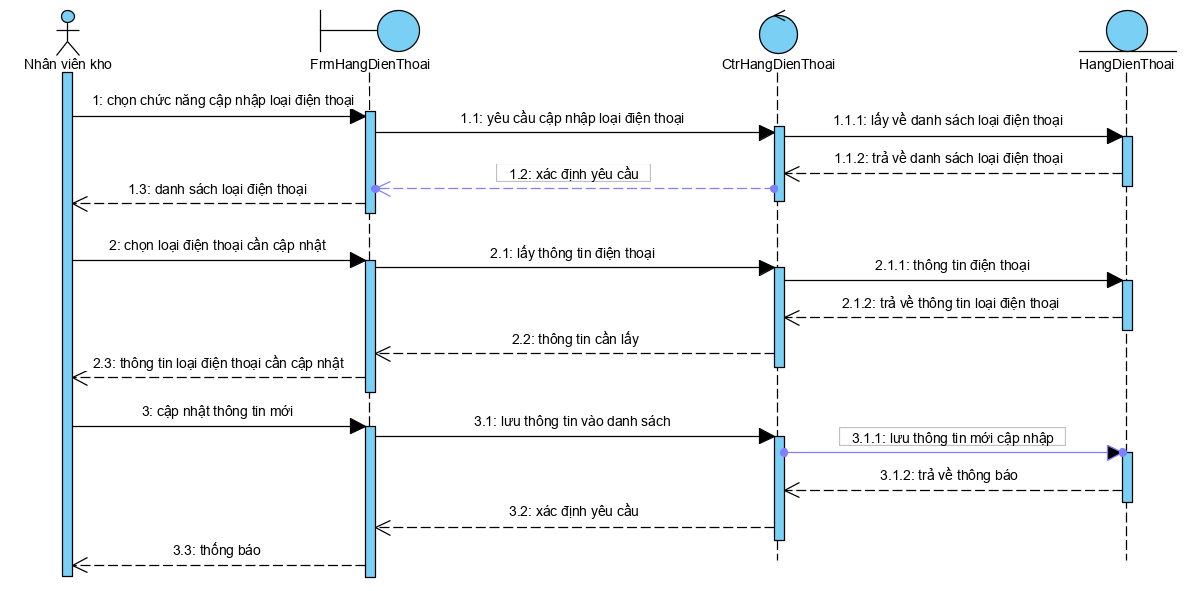 Nhân viên kho
FrmHangDienThoai
CtrHangDienThoai
HangDienThoai
1: chọn chức năng cập nhập loại điện thoại
1.1: yêu cầu cập nhập loại điện thoại
1.1.1: lấy về danh sách loại điện thoại
1.1.2: trả về danh sách loại điện thoại
1.2: xác định yêu cầu
1.3: danh sách loại điện thoại
2: chọn loại điện thoại cần cập nhật
2.1: lấy thông tin điện thoại
2.1.1: thông tin điện thoại
2.1.2: trả về thông tin loại điện thoại
2.2: thông tin cần lấy
2.3: thông tin loại điện thoại cần cập nhật
3: cập nhật thông tin mới
3.1: lưu thông tin vào danh sách
3.1.1: lưu thông tin mới cập nhập
3.1.2: trả về thông báo
3.2: xác định yêu cầu
3.3: thống báo